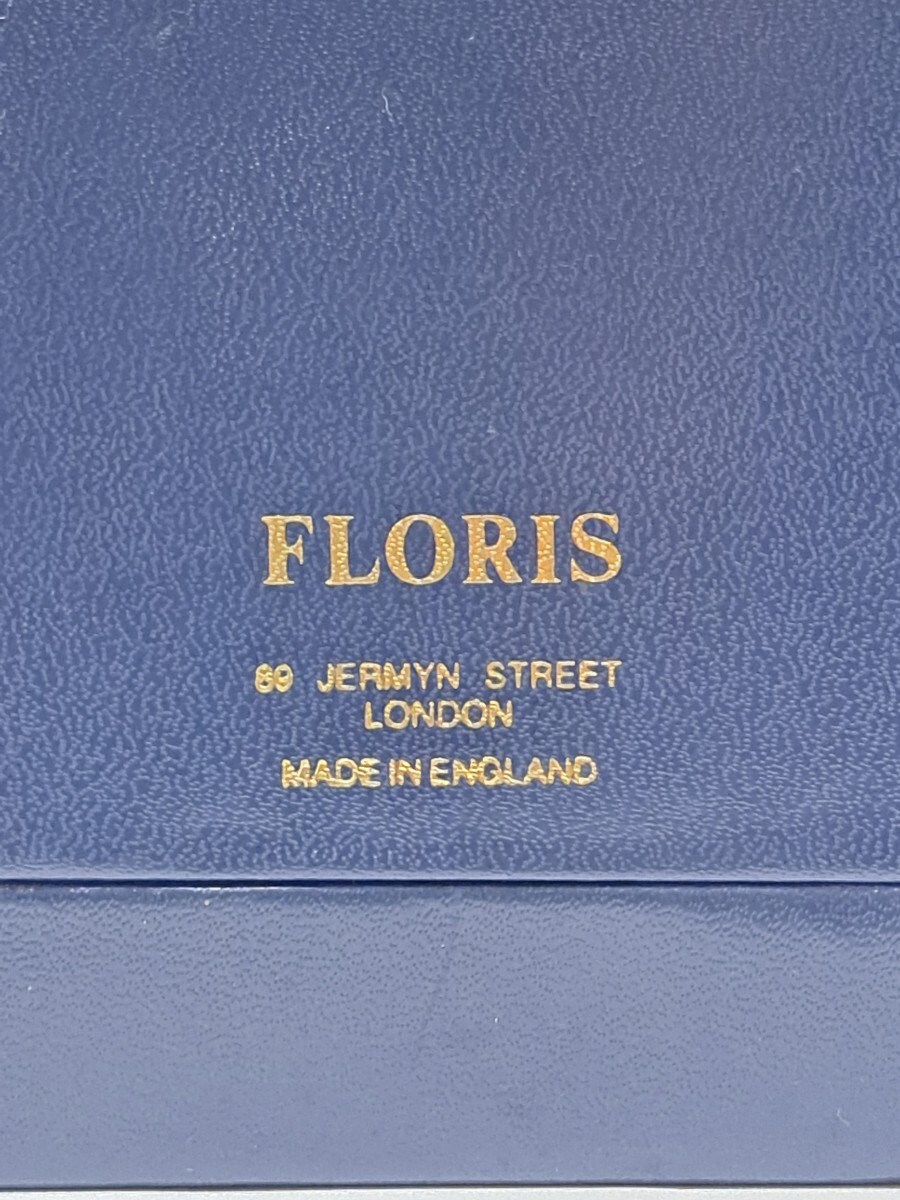 FLORIS
89 JERMYN STREET
LONDON
MADE IN ENGLAND